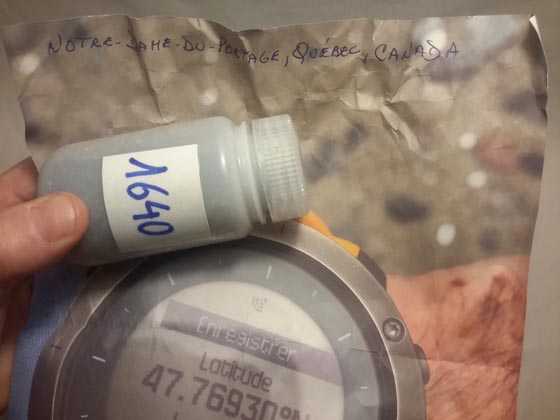 NOTRE-DAME-DU-PORTAGE, QUÉBEC, CANADA
1640
Enregistrer
Latitude
47.76930°N